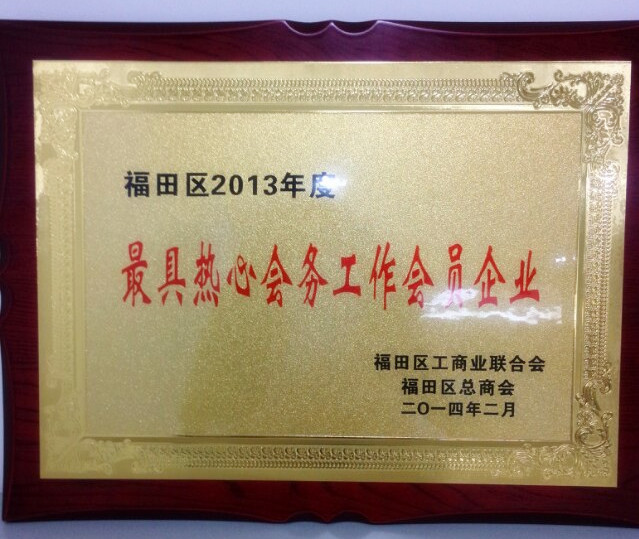 福田区2013年度
最具热心会务工作会员企业
福田区工商业联合会
福田区总商会
二〇一四年二月